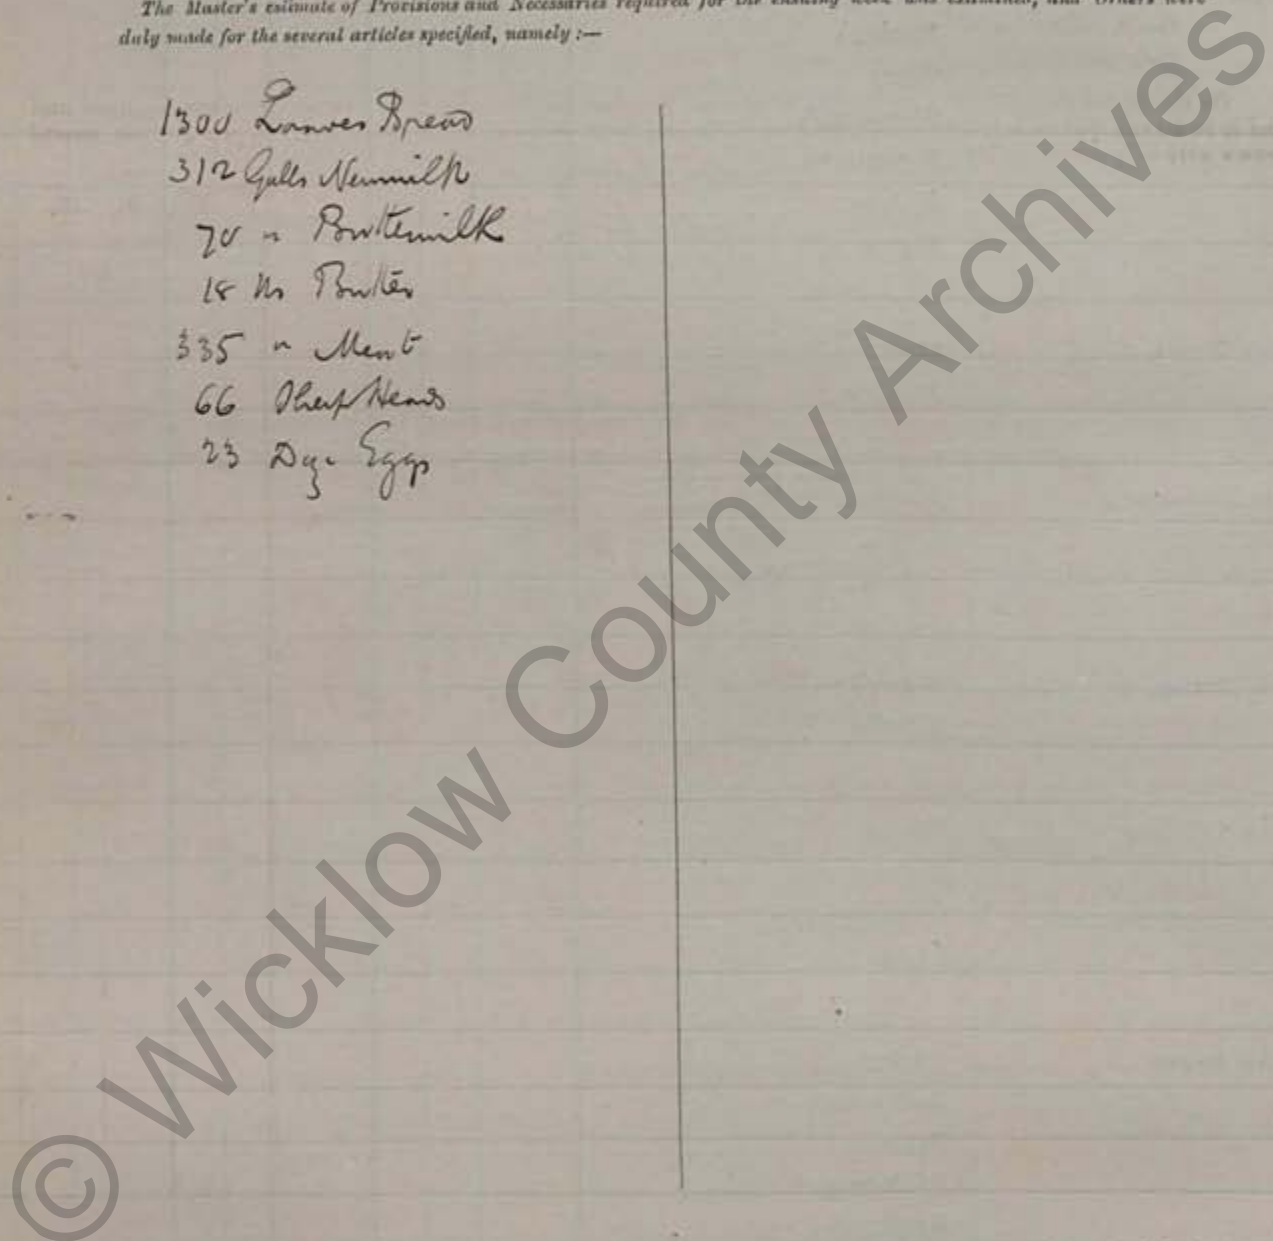 The Master's estimate of Provisions and Necessaries required for the ensuing week was examined, and Orders were
duly made for the several articles specified, namely :—
1300 Loaves Bread
312 Galls Newmilk
70 " Buttermilk
18 lbs Butter
335 " Meat
66 Sheep Heads
23 Dz. Eggs
© Wicklow County Archives